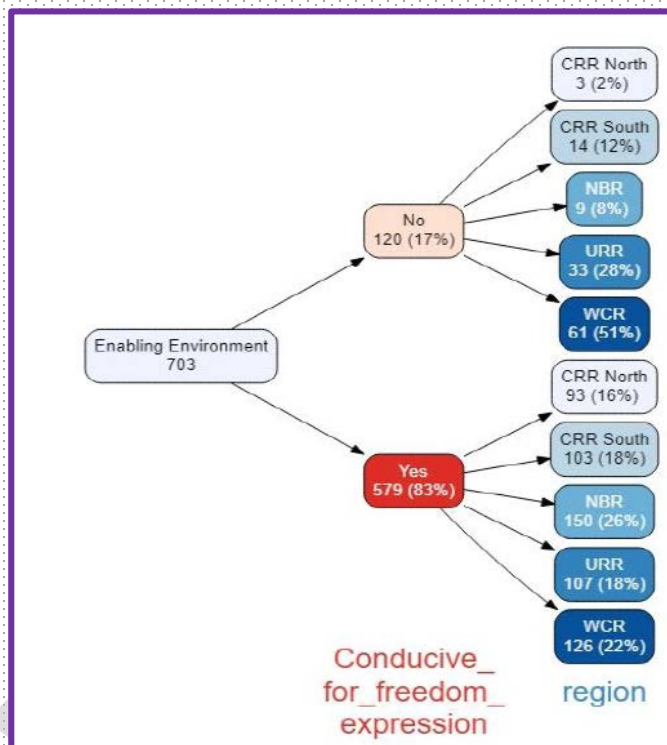 CRR North
3 (2%)
CRR South
14 (12%)
NBR
9 (8%)
URR
33 (28%)
WCR
61 (51%)
No
120 (17%)
Enabling Environment
703
Yes
579 (83%)
CRR North
93 (16%)
CRR South
103 (18%)
NBR
150 (26%)
URR
107 (18%)
WCR
126 (22%)
Conducive_
for_freedom_
expression
region